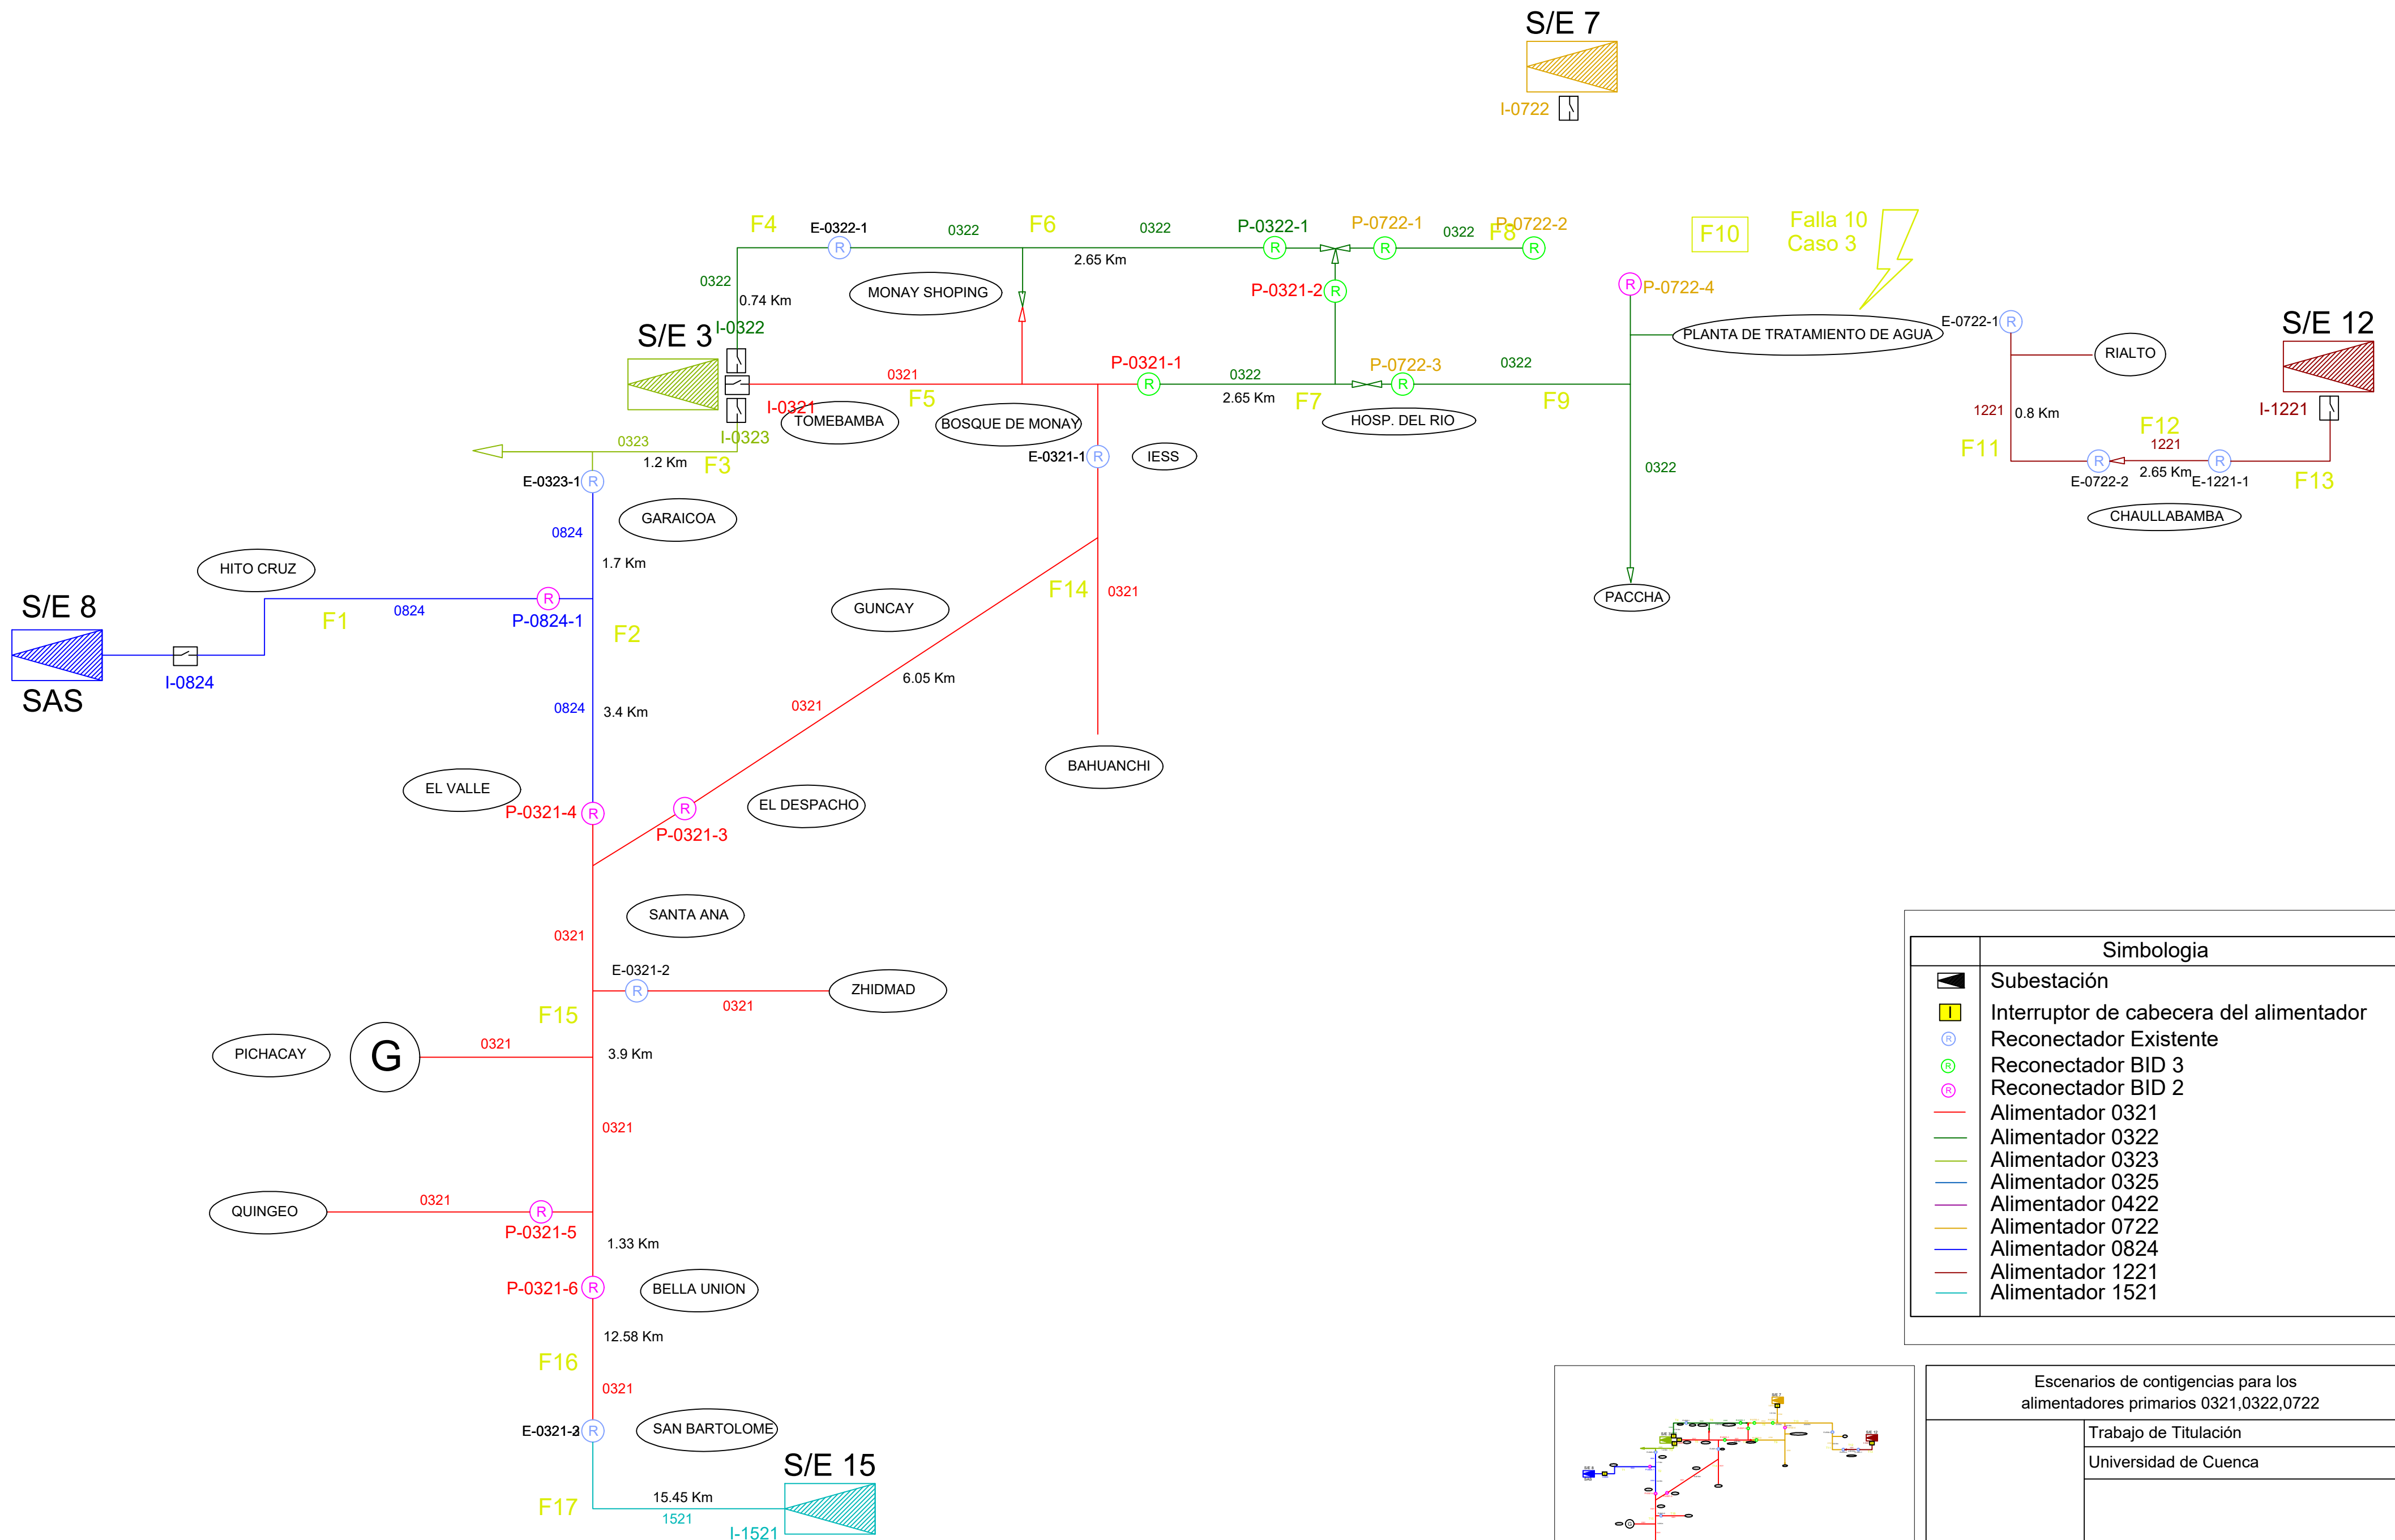 S/E 7
I-0722
F4
E-0322-1
0322
F6
0322
P-0322-1
P-0722-1
0322
F8
P-0722-2
F10
Falla 10
Caso 3
2.65 Km
0322
0.74 Km
MONAY SHOPING
P-0321-2
R
R
R
R
R
R
P-0722-4
PLANTA DE TRATAMIENTO DE AGUA
E-0722-1
R
S/E 12
RIALTO
S/E 3
I-0322
0321
F5
P-0321-1
R
0322
2.65 Km
F7
P-0722-3
R
0322
F9
I-0321
TOMEBAMBA
BOSQUE DE MONAY
HOSP. DEL RIO
1221
0.8 Km
F12
1221
I-1221
I-0323
0323
1.2 Km
F3
E-0321-1
R
IESS
0322
F11
R
2.65 Km
R
E-0722-2
E-1221-1
F13
CHAULLABAMBA
E-0323-1
R
GARAICOA
0824
1.7 Km
HITO CRUZ
S/E 8
F1
0824
R
P-0824-1
F2
GUNCAY
F14
0321
PACCHA
I-0824
SAS
0824
3.4 Km
6.05 Km
0321
BAHUANCHI
EL VALLE
P-0321-4
R
R
P-0321-3
EL DESPACHO
SANTA ANA
0321
E-0321-2
R
0321
ZHIDMAD
F15
PICHACAY
G
0321
3.9 Km
0321
QUINGEO
0321
R
P-0321-5
1.33 Km
P-0321-6
R
BELLA UNION
12.58 Km
F16
0321
R
SAN BARTOLOME
S/E 15
F17
15.45 Km
1521
I-1521
Simbologia
Subestación
I
Interruptor de cabecera del alimentador
R
Reconectador Existente
R
Reconectador BID 3
R
Reconectador BID 2
Alimentador 0321
Alimentador 0322
Alimentador 0323
Alimentador 0325
Alimentador 0422
Alimentador 0722
Alimentador 0824
Alimentador 1221
Alimentador 1521
Escenarios de contigencias para los
alimentadores primarios 0321,0322,0722
Trabajo de Titulación
Universidad de Cuenca